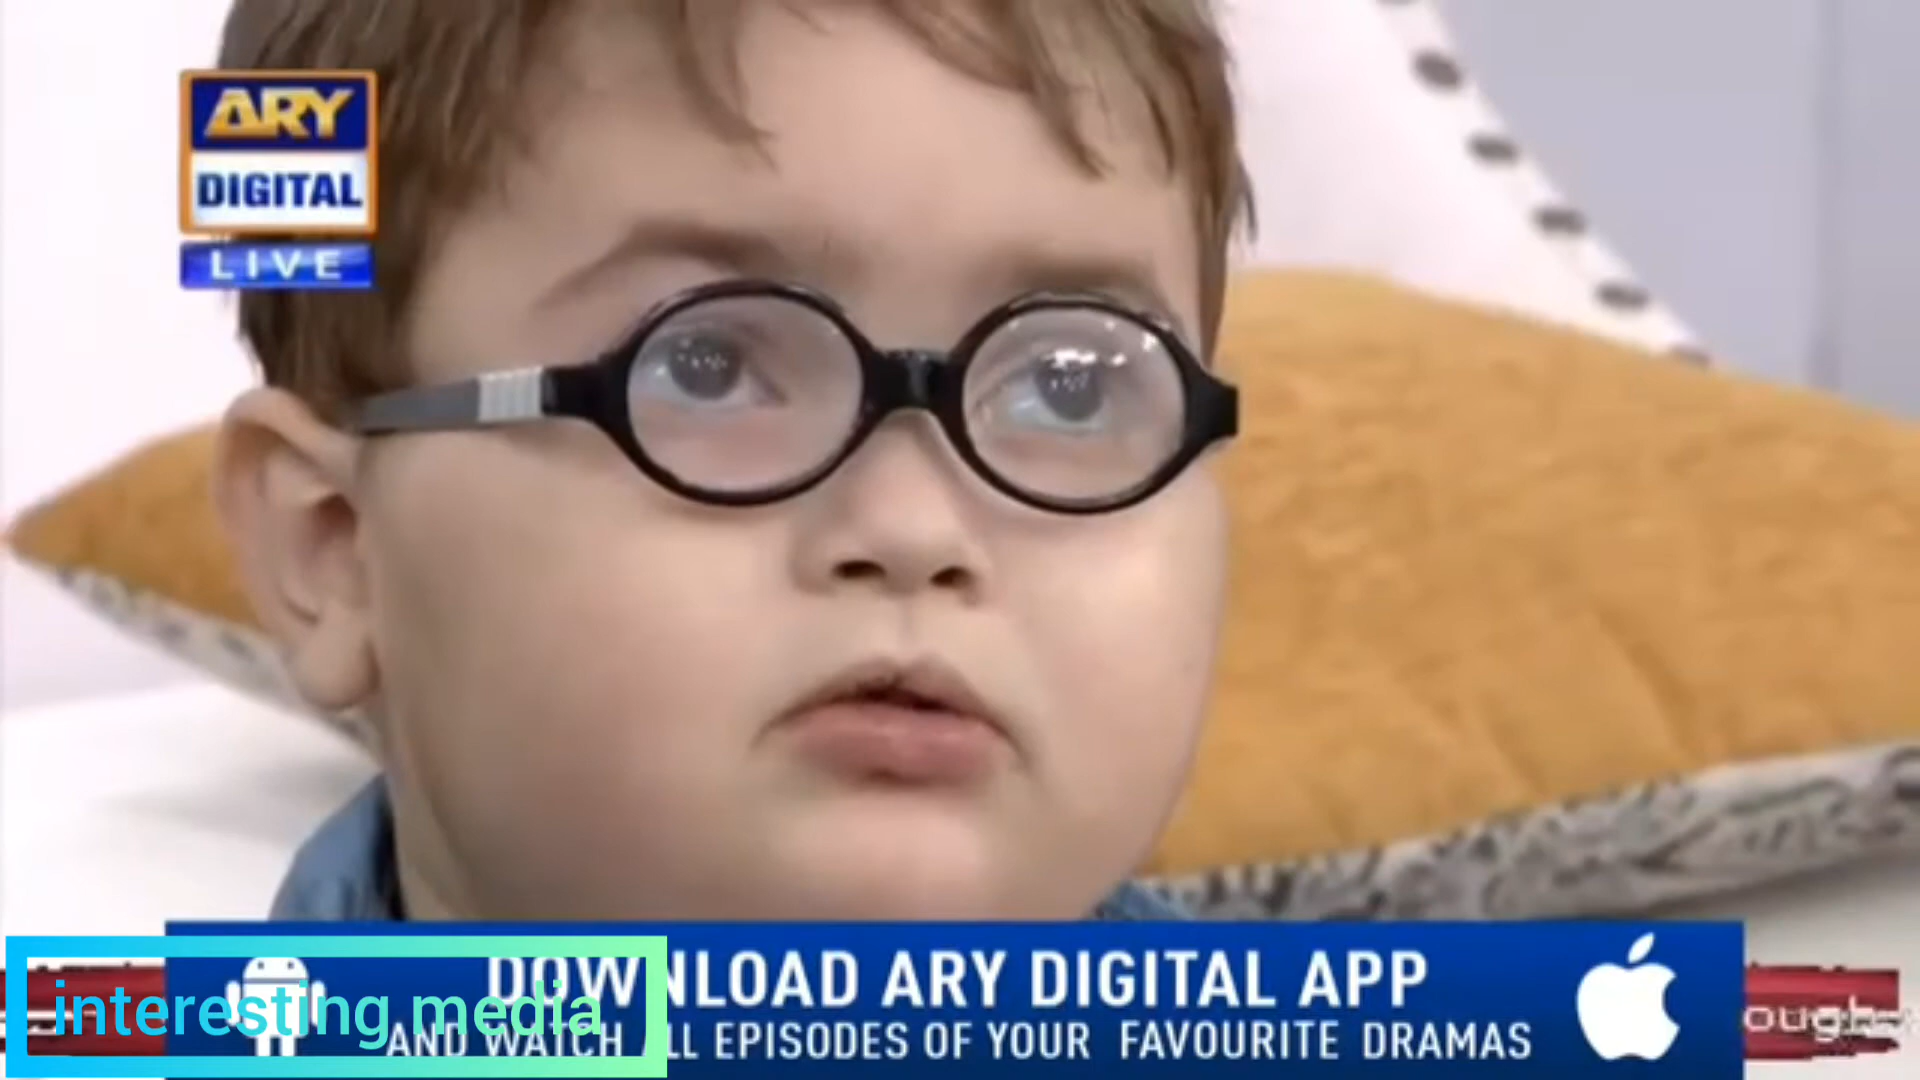 ARY
DIGITAL
LIVE
DOWNLOAD ARY DIGITAL APP
interesting media
AND WATCH ALL EPISODES OF YOUR FAVOURITE DRAMAS